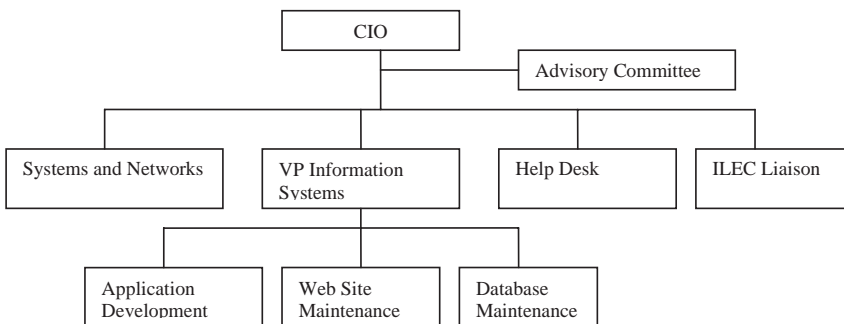 CIO
Advisory Committee
Systems and Networks
VP Information
Systems
Help Desk
ILEC Liaison
Application
Development
Web Site
Maintenance
Database
Maintenance